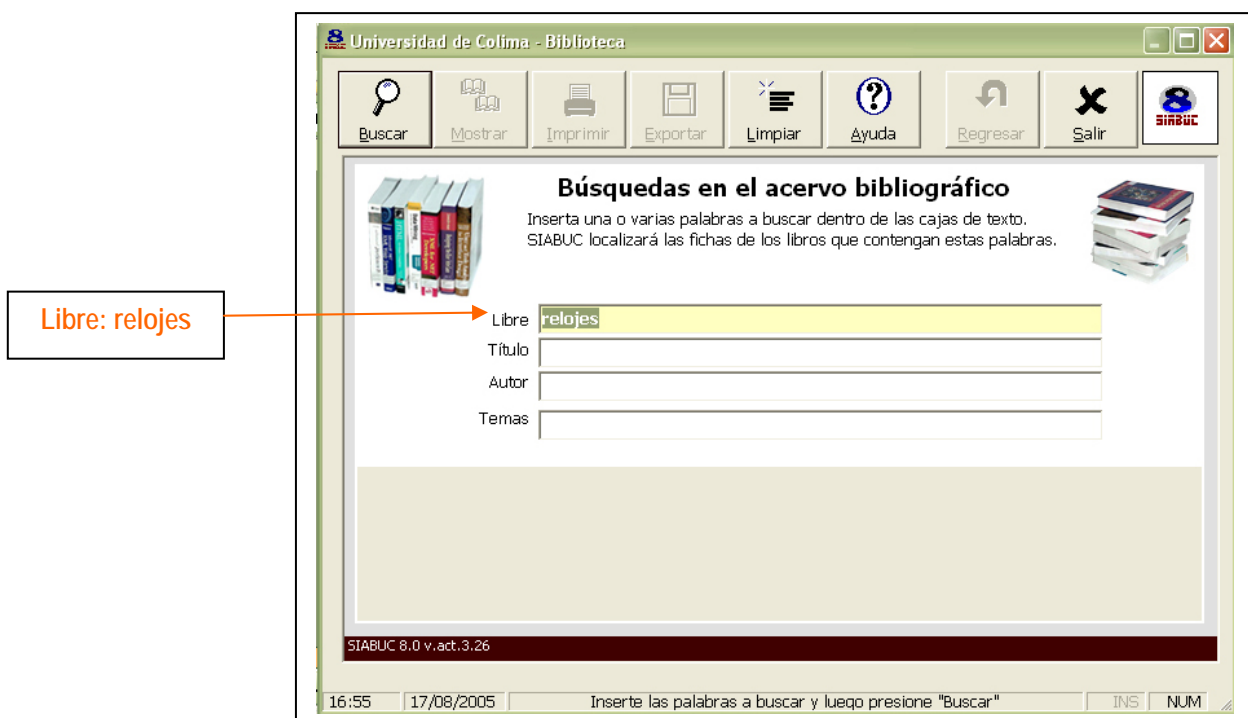 Universidad de Colima - Biblioteca
Buscar Mostrar Imprimir Exportar Limpiar Ayuda Regresar Salir 8 SIABUC
Búsquedas en el acervo bibliográfico
Inserta una o varias palabras a buscar dentro de las cajas de texto.
SIABUC localizará las fichas de los libros que contengan estas palabras.
Libre: relojes
Libre relojes
Título
Autor
Temas
SIABUC 8.0 v.act.3.26
16:55 17/08/2005 Inserte las palabras a buscar y luego presione "Buscar" INS NUM